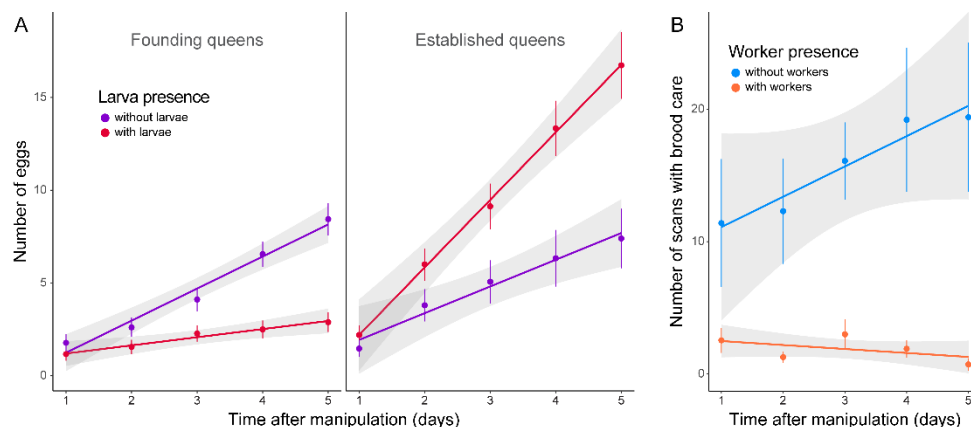 A
Founding queens
Established queens
Larva presence
without larvae
with larvae
Number of eggs
15
10
5
0
1 2 3 4 5
1 2 3 4 5
Time after manipulation (days)
B
Worker presence
without workers
with workers
Number of scans with brood care
20
10
0
1 2 3 4 5
Time after manipulation (days)